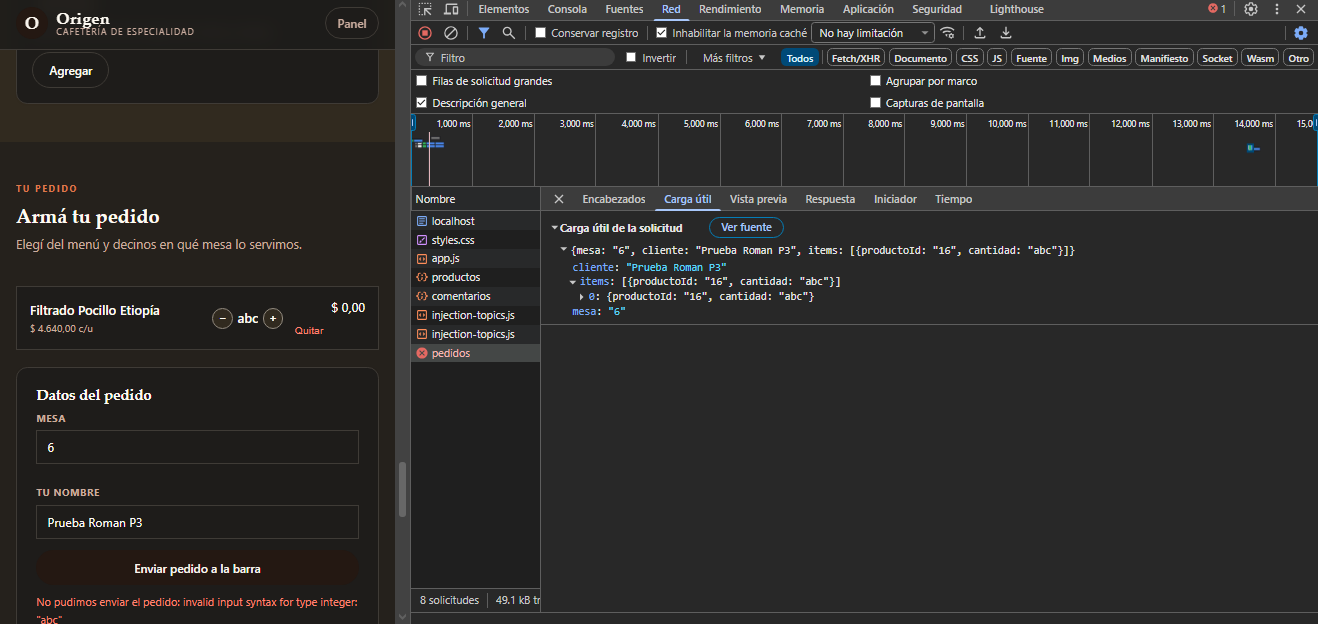 O
Origen
CAFETERÍA DE ESPECIALIDAD
Panel
Agregar
TU PEDIDO
Armá tu pedido
Elegí del menú y decinos en qué mesa lo servimos.
Filtrado Pocillo Etiopía
$ 4.640,00 c/u
− abc +
$ 0,00
Quitar
Datos del pedido
MESA
6
TU NOMBRE
Prueba Roman P3
Enviar pedido a la barra
No pudimos enviar el pedido: invalid input syntax for type integer:
"abc"
Elementos Consola Fuentes Red Rendimiento Memoria Aplicación Seguridad Lighthouse 1
Conservar registro Inhabilitar la memoria caché No hay limitación
Filtro Invertir Más filtros Todos Fetch/XHR Documento CSS JS Fuente Img Medios Manifiesto Socket Wasm Otro
Filas de solicitud grandes Agrupar por marco
Descripción general Capturas de pantalla
1,000 ms 2,000 ms 3,000 ms 4,000 ms 5,000 ms 6,000 ms 7,000 ms 8,000 ms 9,000 ms 10,000 ms 11,000 ms 12,000 ms 13,000 ms 14,000 ms 15,0
Nombre
localhost
styles.css
app.js
productos
comentarios
injection-topics.js
injection-topics.js
pedidos
8 solicitudes 49.1 kB tr
Encabezados Carga útil Vista previa Respuesta Iniciador Tiempo
Carga útil de la solicitud Ver fuente
{mesa: "6", cliente: "Prueba Roman P3", items: [{productoId: "16", cantidad: "abc"}]}
cliente: "Prueba Roman P3"
items: [{productoId: "16", cantidad: "abc"}]
0: {productoId: "16", cantidad: "abc"}
mesa: "6"